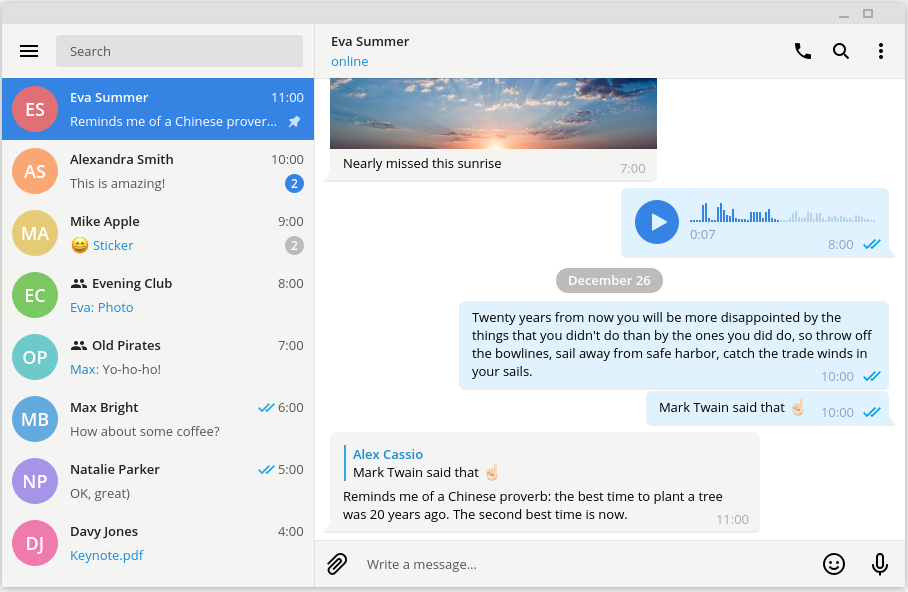 Search
ES
Eva Summer 11:00
Reminds me of a Chinese prover...
AS
Alexandra Smith 10:00
This is amazing! 2
MA
Mike Apple 9:00
😄 Sticker 2
EC
Evening Club 8:00
Eva: Photo
OP
Old Pirates 7:00
Max: Yo-ho-ho!
MB
Max Bright 6:00
How about some coffee?
NP
Natalie Parker 5:00
OK, great)
DJ
Davy Jones 4:00
Keynote.pdf
Eva Summer
online
Nearly missed this sunrise 7:00
0:07 8:00
December 26
Twenty years from now you will be more disappointed by the
things that you didn't do than by the ones you did do, so throw off
the bowlines, sail away from safe harbor, catch the trade winds in
your sails. 10:00
Mark Twain said that ☝🏻 10:00
Alex Cassio
Mark Twain said that ☝🏻
Reminds me of a Chinese proverb: the best time to plant a tree
was 20 years ago. The second best time is now. 11:00
Write a message...